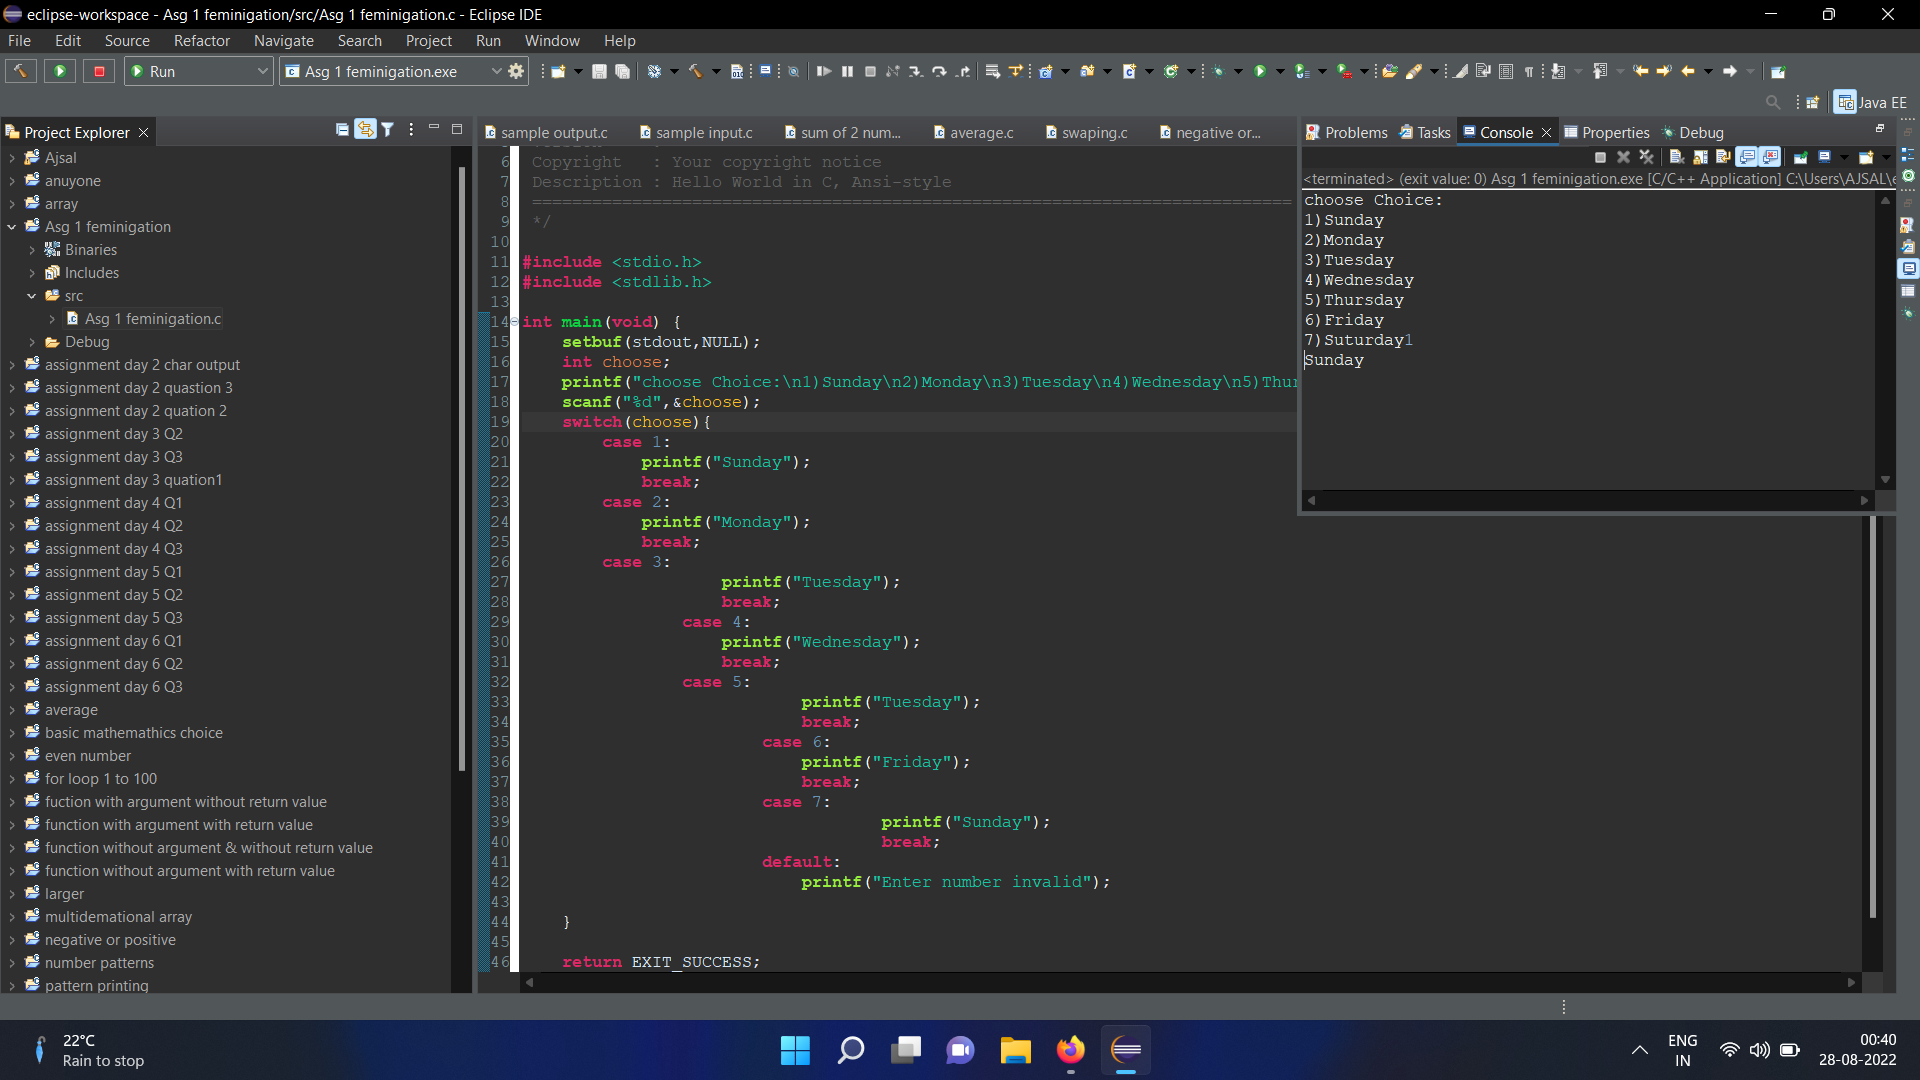 eclipse-workspace - Asg 1 feminigation/src/Asg 1 feminigation.c - Eclipse IDE
File Edit Source Refactor Navigate Search Project Run Window Help
Run
Asg 1 feminigation.exe
Java EE
Project Explorer
Ajsal
anuyone
array
Asg 1 feminigation
Binaries
Includes
src
Asg 1 feminigation.c
Debug
assignment day 2 char output
assignment day 2 quastion 3
assignment day 2 quation 2
assignment day 3 Q2
assignment day 3 Q3
assignment day 3 quation1
assignment day 4 Q1
assignment day 4 Q2
assignment day 4 Q3
assignment day 5 Q1
assignment day 5 Q2
assignment day 5 Q3
assignment day 6 Q1
assignment day 6 Q2
assignment day 6 Q3
average
basic mathemathics choice
even number
for loop 1 to 100
fuction with argument without return value
function with argument with return value
function without argument & without return value
function without argument with return value
larger
multidemational array
negative or positive
number patterns
pattern printing
sample output.c sample input.c sum of 2 num... average.c swaping.c negative or...
6 Copyright   : Your copyright notice
7 Description : Hello World in C, Ansi-style
8 ============================================================================
9 */
10
11 #include <stdio.h>
12 #include <stdlib.h>
13
14 int main(void) {
15     setbuf(stdout,NULL);
16     int choose;
17     printf("choose Choice:\n1)Sunday\n2)Monday\n3)Tuesday\n4)Wednesday\n5)Thur
18     scanf("%d",&choose);
19     switch(choose){
20         case 1:
21             printf("Sunday");
22             break;
23         case 2:
24             printf("Monday");
25             break;
26         case 3:
27                     printf("Tuesday");
28                     break;
29                 case 4:
30                     printf("Wednesday");
31                     break;
32                 case 5:
33                             printf("Tuesday");
34                             break;
35                         case 6:
36                             printf("Friday");
37                             break;
38                         case 7:
39                                     printf("Sunday");
40                                     break;
41                         default:
42                             printf("Enter number invalid");
43
44     }
45
46     return EXIT_SUCCESS;
Problems Tasks Console Properties Debug
<terminated> (exit value: 0) Asg 1 feminigation.exe [C/C++ Application] C:\Users\AJSAL\e
choose Choice:
1)Sunday
2)Monday
3)Tuesday
4)Wednesday
5)Thursday
6)Friday
7)Suturday1
Sunday
22°C
Rain to stop
ENG
IN
00:40
28-08-2022